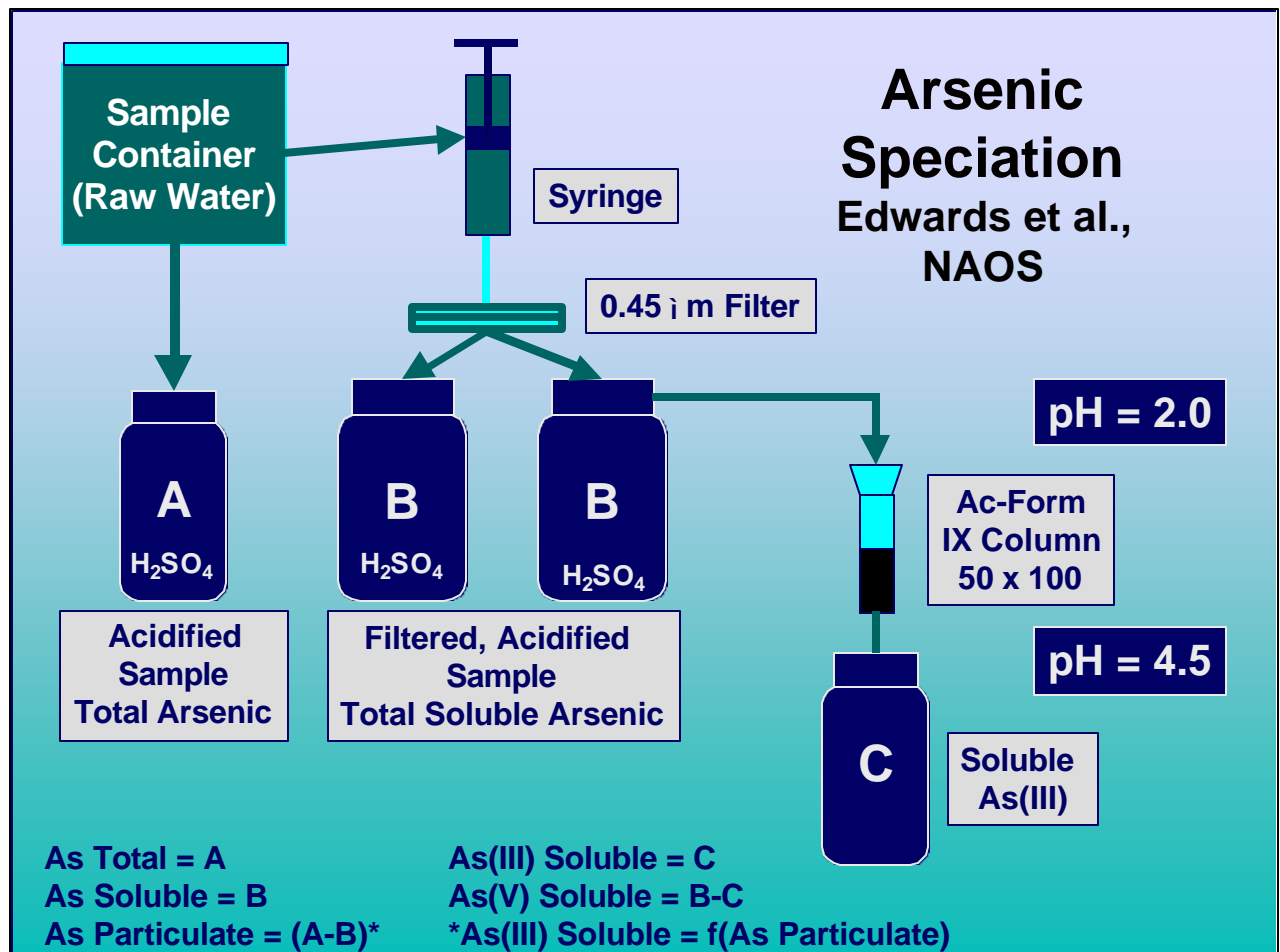 Sample
Container
(Raw Water)
Arsenic
Speciation
Edwards et al.,
NAOS
Syringe
0.45 ì m Filter
A
H₂SO₄
B
H₂SO₄
B
H₂SO₄
pH = 2.0
Ac-Form
IX Column
50 x 100
pH = 4.5
Acidified
Sample
Total Arsenic
Filtered, Acidified
Sample
Total Soluble Arsenic
C
Soluble
As(III)
As Total = A
As Soluble = B
As Particulate = (A-B)*
As(III) Soluble = C
As(V) Soluble = B-C
*As(III) Soluble = f(As Particulate)